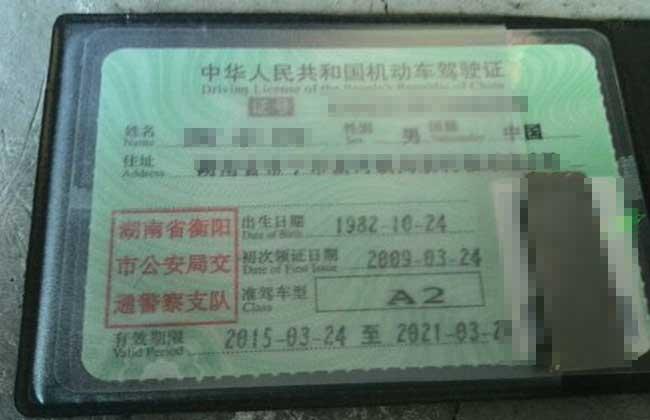 中华人民共和国机动车驾驶证
Driving License of the People's Republic of China
证号
姓名 性别 男 国籍 中国
Name Sex
住址
Address
湖南省衡阳
市公安局交
通警察支队
出生日期 1982-10-24
Date of Birth
初次领证日期 2009-03-24
Date of First Issue
准驾车型 A2
Class
有效期限 2015-03-24 至 2021-03-2
Valid Period